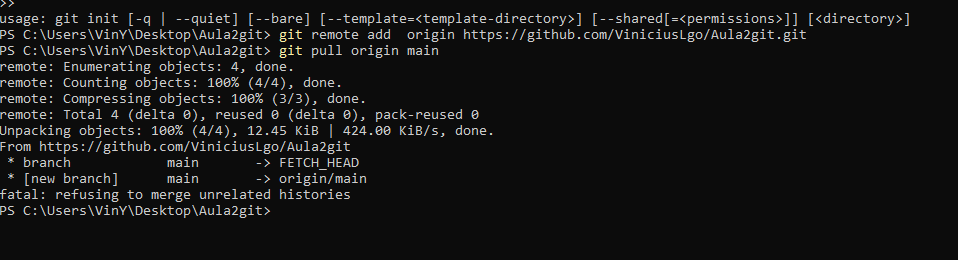 >>
usage: git init [-q | --quiet] [--bare] [--template=<template-directory>] [--shared[=<permissions>]] [<directory>]
PS C:\Users\VinY\Desktop\Aula2git> git remote add  origin https://github.com/ViniciusLgo/Aula2git.git
PS C:\Users\VinY\Desktop\Aula2git> git pull origin main
remote: Enumerating objects: 4, done.
remote: Counting objects: 100% (4/4), done.
remote: Compressing objects: 100% (3/3), done.
remote: Total 4 (delta 0), reused 0 (delta 0), pack-reused 0
Unpacking objects: 100% (4/4), 12.45 KiB | 424.00 KiB/s, done.
From https://github.com/ViniciusLgo/Aula2git
 * branch            main       -> FETCH_HEAD
 * [new branch]      main       -> origin/main
fatal: refusing to merge unrelated histories
PS C:\Users\VinY\Desktop\Aula2git>